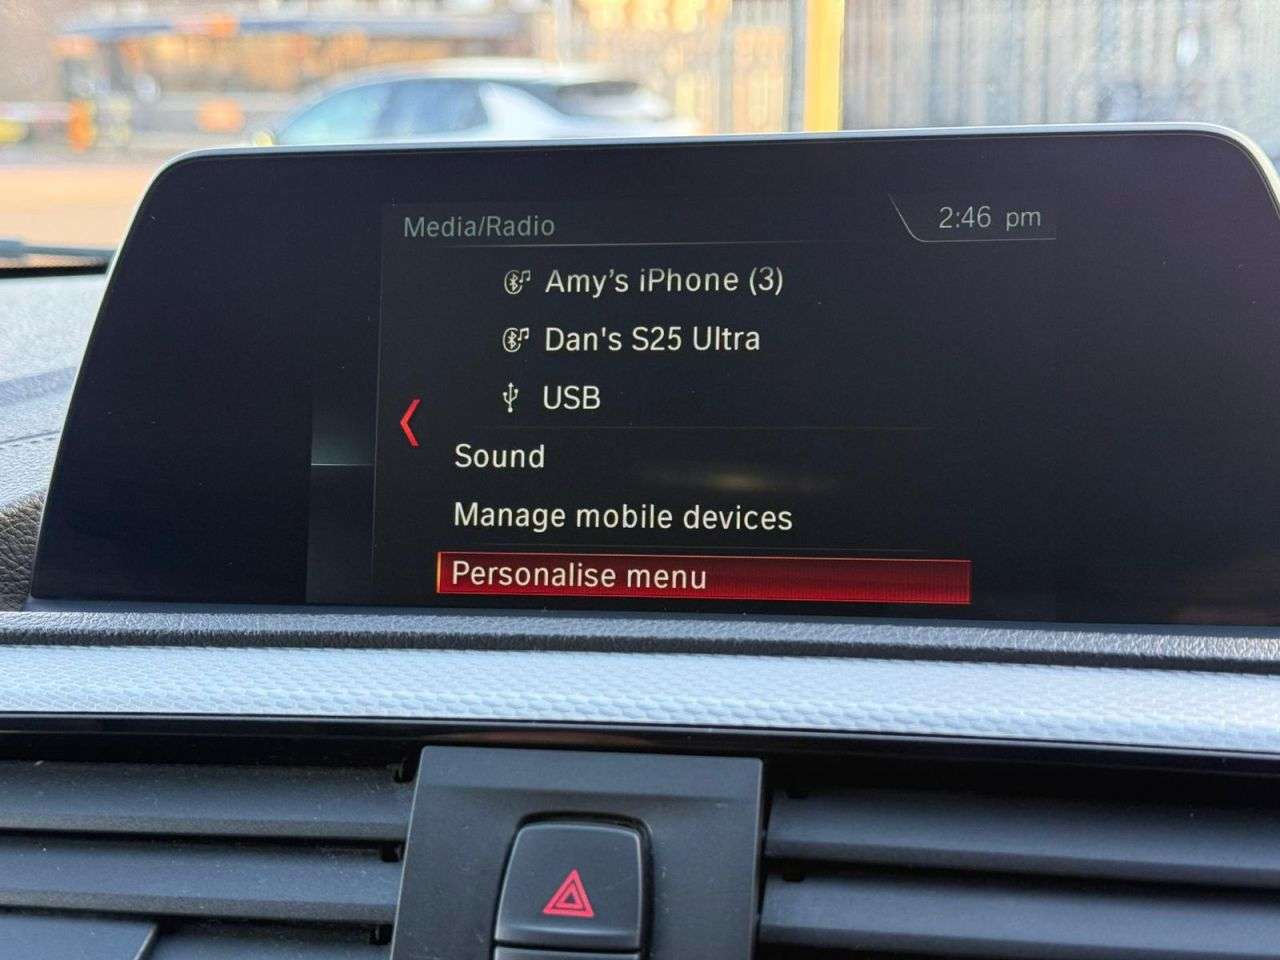 Media/Radio
2:46 pm
Amy’s iPhone (3)
Dan's S25 Ultra
USB
Sound
Manage mobile devices
Personalise menu